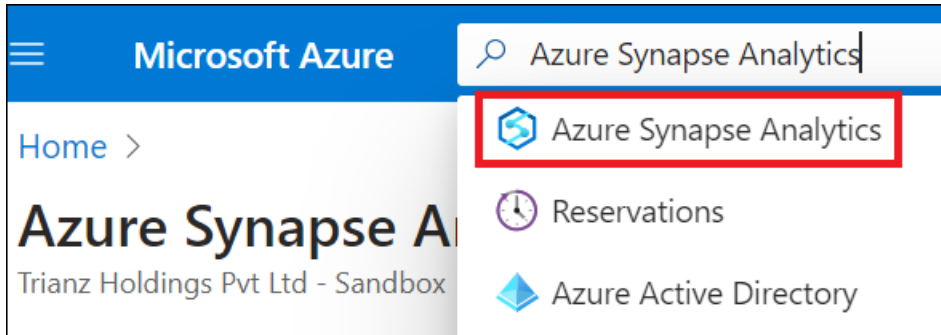 Microsoft Azure
Azure Synapse Analytics
Azure Synapse Analytics
Home >
Reservations
Azure Synapse A
Trianz Holdings Pvt Ltd - Sandbox
Azure Active Directory